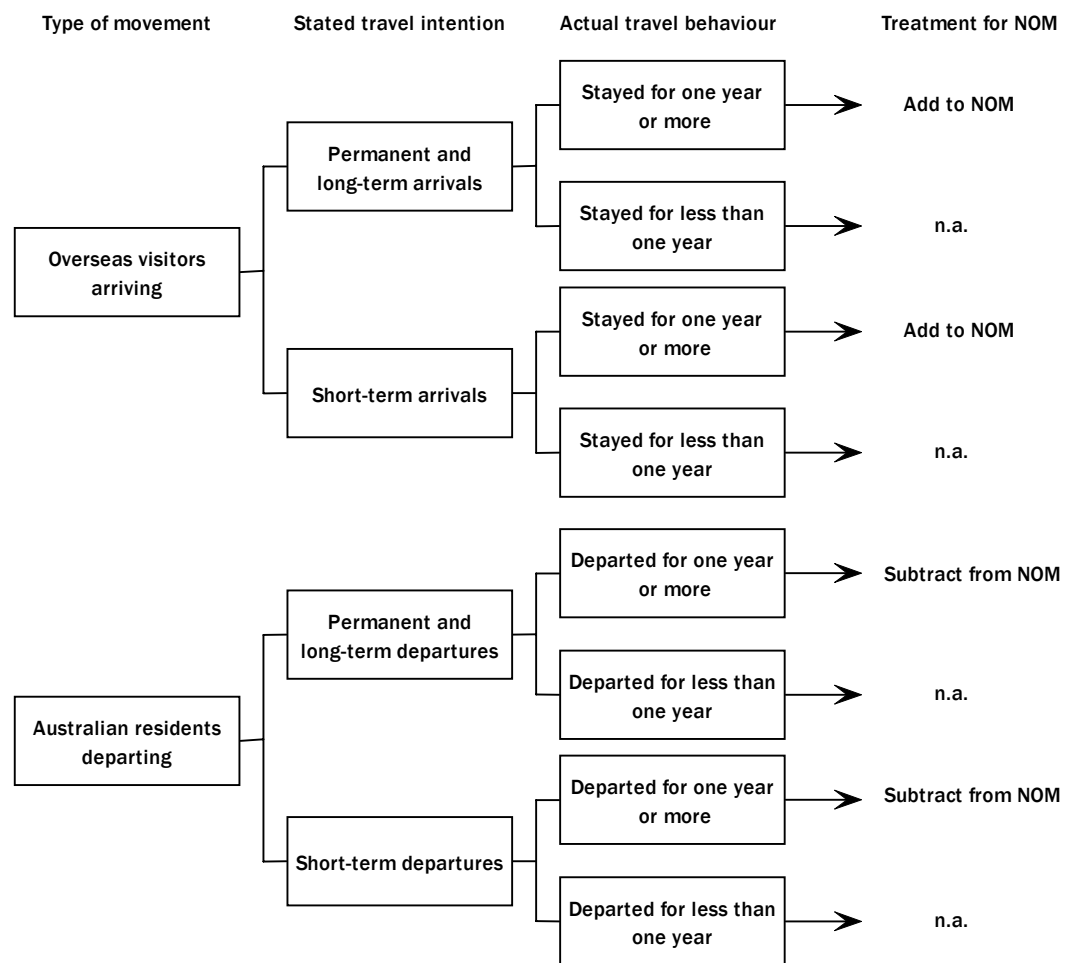 Type of movement
Stated travel intention
Actual travel behaviour
Treatment for NOM
Stayed for one year
or more
Add to NOM
Permanent and
long-term arrivals
Stayed for less than
one year
n.a.
Overseas visitors
arriving
Stayed for one year
or more
Add to NOM
Short-term arrivals
Stayed for less than
one year
n.a.
Departed for one year
or more
Subtract from NOM
Permanent and
long-term departures
Departed for less than
one year
n.a.
Australian residents
departing
Departed for one year
or more
Subtract from NOM
Short-term departures
Departed for less than
one year
n.a.